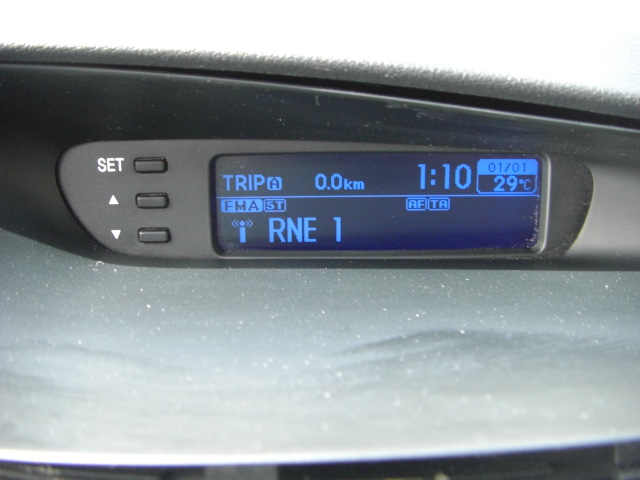 SET
TRIP A 0.0km 1:10 01/01 29°C
FMA ST AF TA
RNE 1